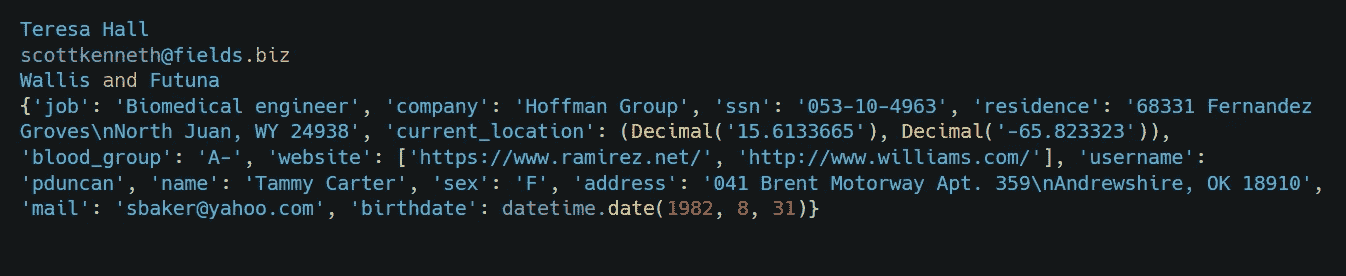 Teresa Hall
scottkenneth@fields.biz
Wallis and Futuna
{'job': 'Biomedical engineer', 'company': 'Hoffman Group', 'ssn': '053-10-4963', 'residence': '68331 Fernandez
Groves\nNorth Juan, WY 24938', 'current_location': (Decimal('15.6133665'), Decimal('-65.823323')),
'blood_group': 'A-', 'website': ['https://www.ramirez.net/', 'http://www.williams.com/'], 'username':
'pduncan', 'name': 'Tammy Carter', 'sex': 'F', 'address': '041 Brent Motorway Apt. 359\nAndrewshire, OK 18910',
'mail': 'sbaker@yahoo.com', 'birthdate': datetime.date(1982, 8, 31)}